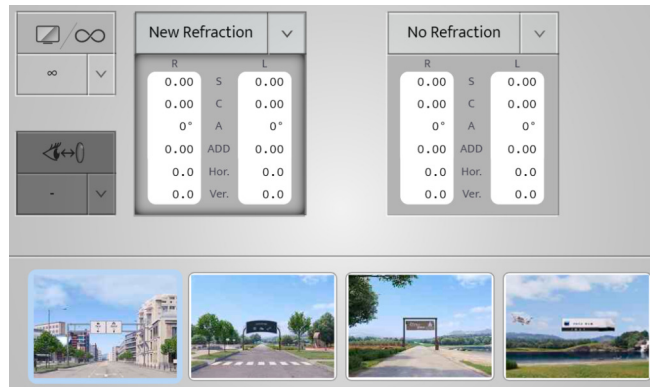 ∞
∞
New Refraction
R L
0.00 S 0.00
0.00 C 0.00
0° A 0°
0.00 ADD 0.00
0.0 Hor. 0.0
0.0 Ver. 0.0
-
No Refraction
R L
0.00 S 0.00
0.00 C 0.00
0° A 0°
0.00 ADD 0.00
0.0 Hor. 0.0
0.0 Ver. 0.0